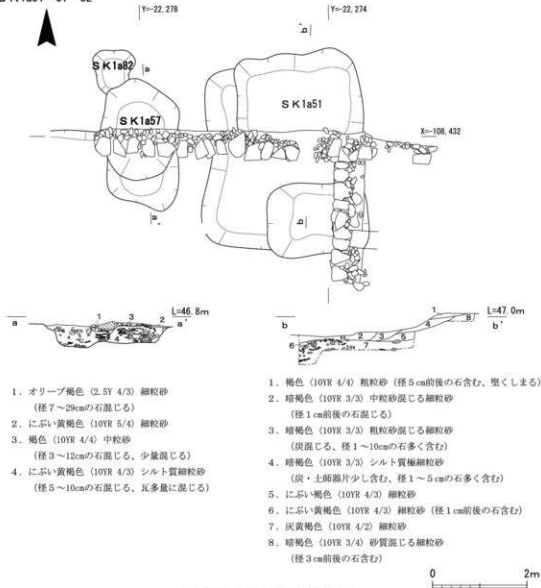 Y=-22,278
Y=-22,274
b'
SK1a82
a
SK1a57
SK1a51
X=-108,432
a'
b
L=46.8m
a
1
3
2
4
a'
L=47.0m
b
1
4
8
2
3
5
6
7
b'
1．オリーブ褐色（2.5Y 4/3）細粒砂
（径7～29cmの石混じる）
2．にぶい黄褐色（10YR 5/4）細粒砂
3．褐色（10YR 4/4）中粒砂
（径3～12cmの石混じる、少量混じる）
4．にぶい黄褐色（10YR 4/3）シルト質細粒砂
（径5～10cmの石混じる、瓦多量に混じる）
1．褐色（10YR 4/4）粗粒砂（径5cm前後の石含む、堅くしまる）
2．暗褐色（10YR 3/3）中粒砂混じる細粒砂
（径1cm前後の石混じる）
3．暗褐色（10YR 3/3）粗粒砂混じる細粒砂
（炭混じる、径1～10cmの石多く含む）
4．暗褐色（10YR 3/3）シルト質極細粒砂
（炭・土師器片少し含む、径1～5cmの石多く含む）
5．にぶい褐色（10YR 4/3）細粒砂
6．にぶい黄褐色（10YR 4/3）細粒砂（径1cm前後の石含む）
7．灰黄褐色（10YR 4/2）細粒砂
8．暗褐色（10YR 3/4）砂質混じる細粒砂
（径3cm前後の石含む）
0
2m